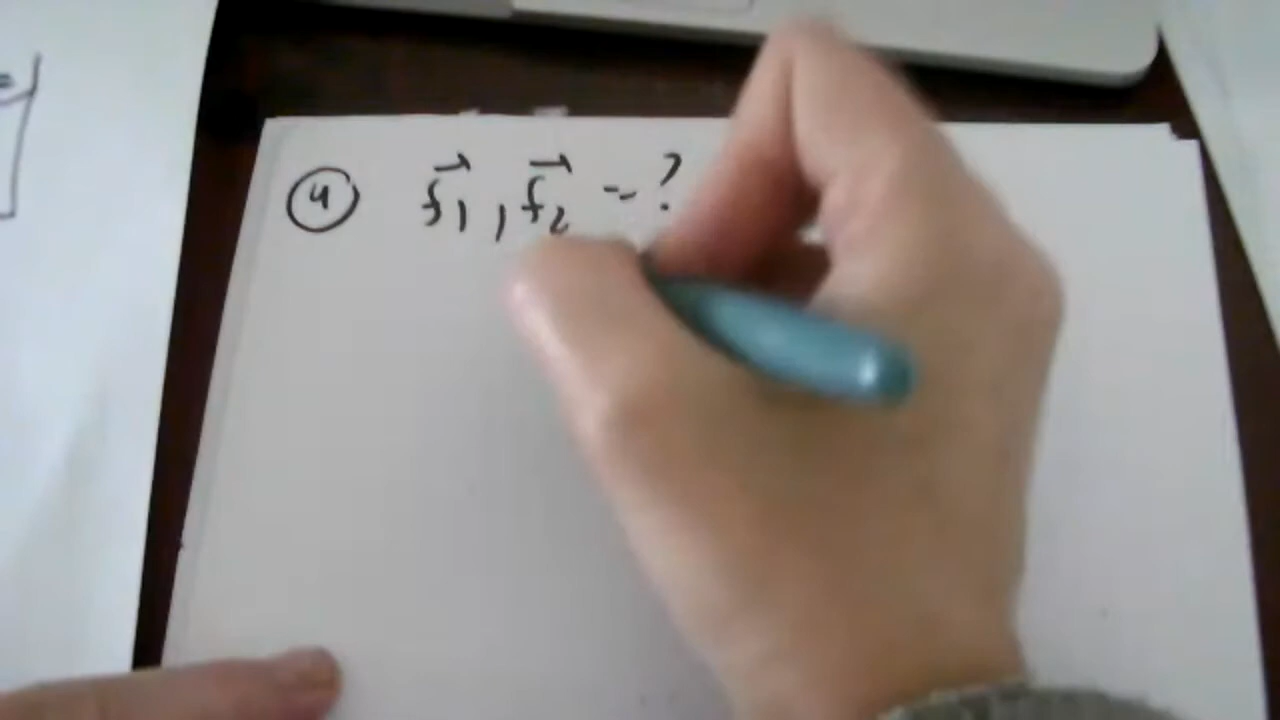 ④ f⃗₁, f⃗₂ = ?